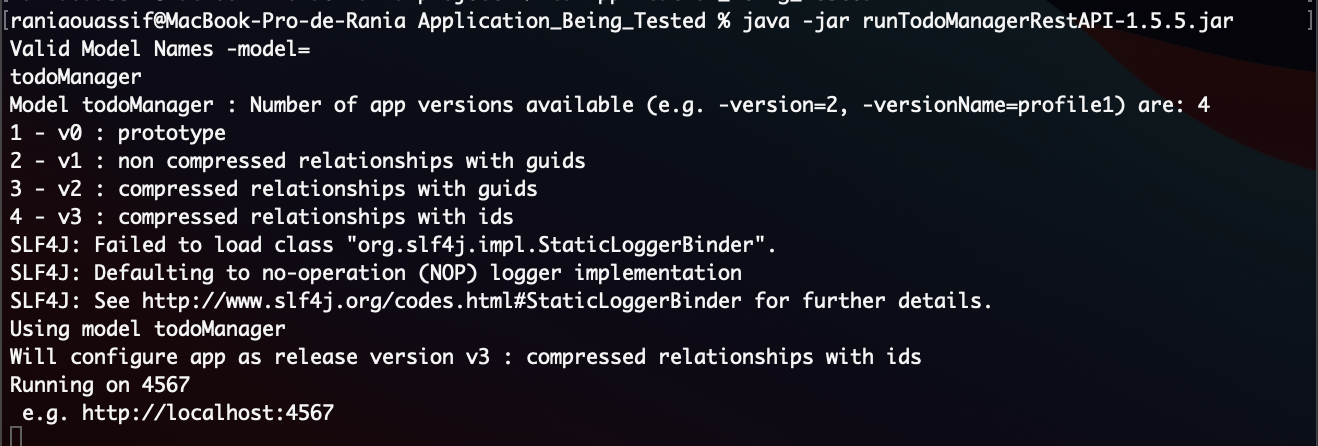 [raniaouassif@MacBook-Pro-de-Rania Application_Being_Tested % java -jar runTodoManagerRestAPI-1.5.5.jar ]
Valid Model Names -model=
todoManager
Model todoManager : Number of app versions available (e.g. -version=2, -versionName=profile1) are: 4
1 - v0 : prototype
2 - v1 : non compressed relationships with guids
3 - v2 : compressed relationships with guids
4 - v3 : compressed relationships with ids
SLF4J: Failed to load class "org.slf4j.impl.StaticLoggerBinder".
SLF4J: Defaulting to no-operation (NOP) logger implementation
SLF4J: See http://www.slf4j.org/codes.html#StaticLoggerBinder for further details.
Using model todoManager
Will configure app as release version v3 : compressed relationships with ids
Running on 4567
 e.g. http://localhost:4567